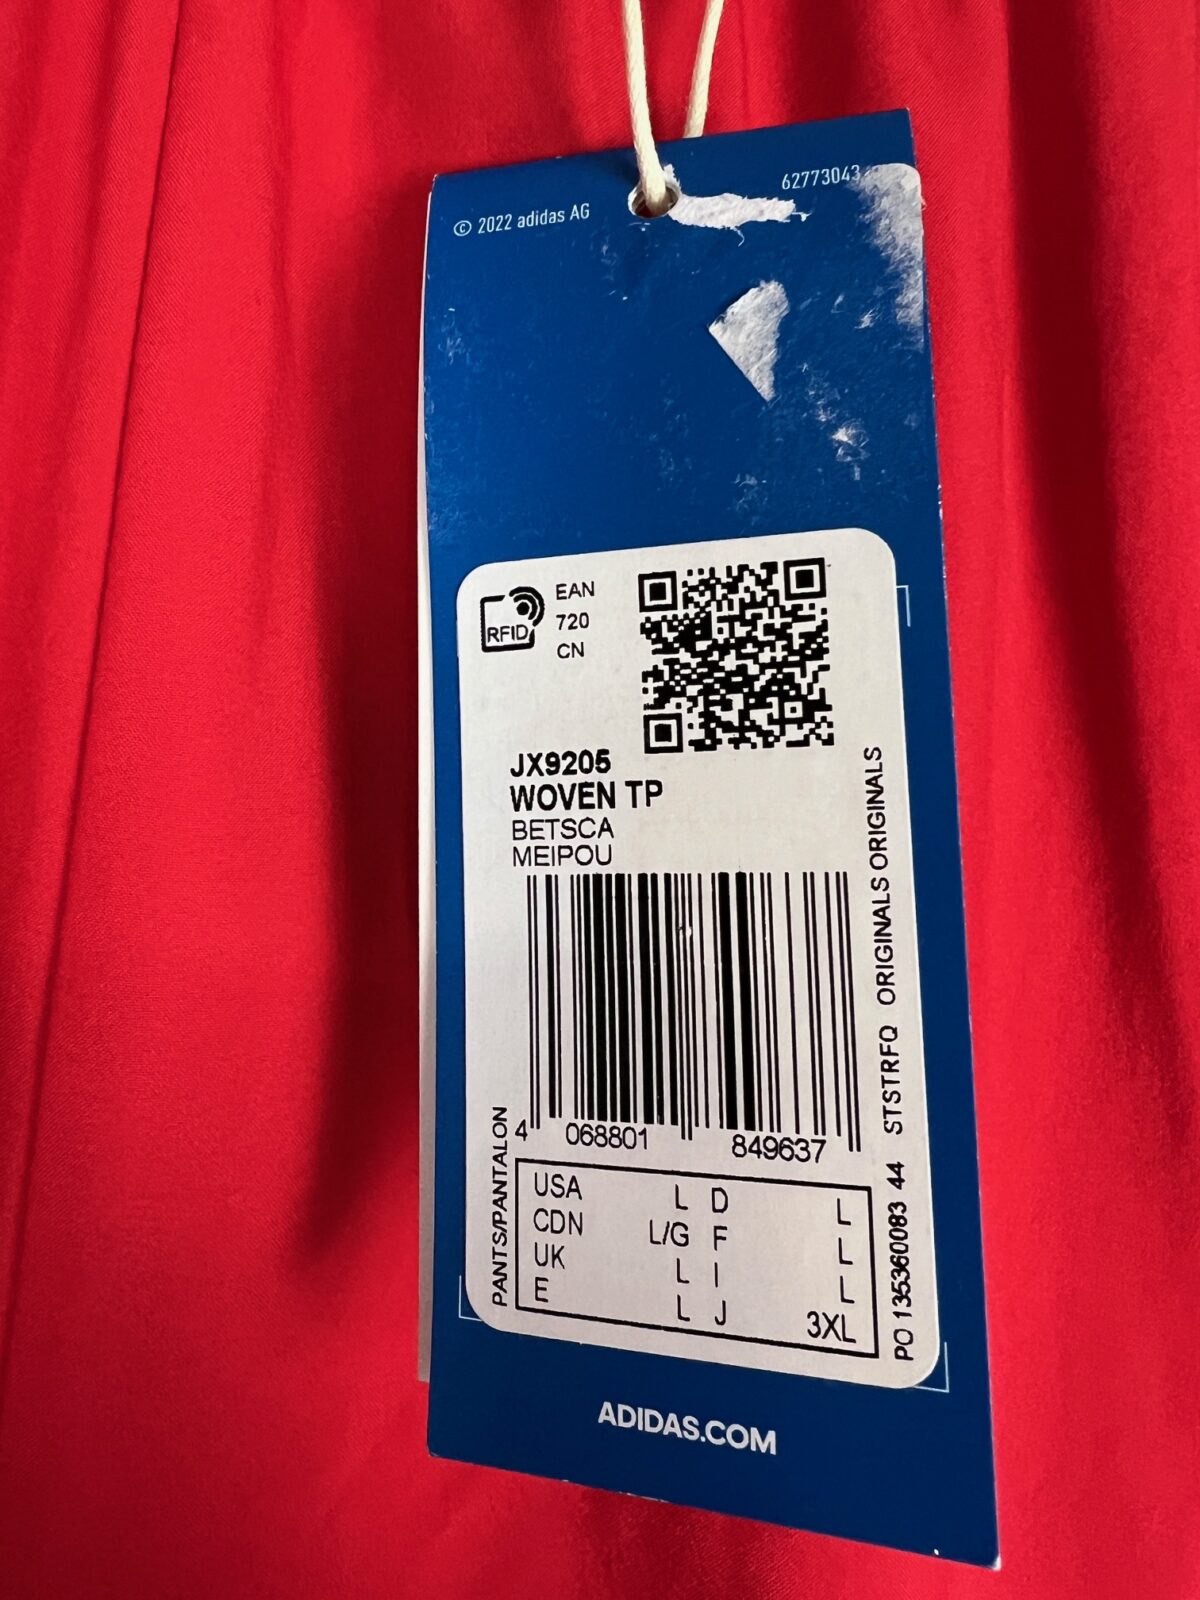 © 2022 adidas AG
62773043
RFID
EAN
720
CN
JX9205
WOVEN TP
BETSCA
MEIPOU
4 068801 849637
PANTS/PANTALON
USA L D L
CDN L/G F L
UK L I L
E L J 3XL
PO 135360083 44 STSTRFQ ORIGINALS ORIGINALS
ADIDAS.COM